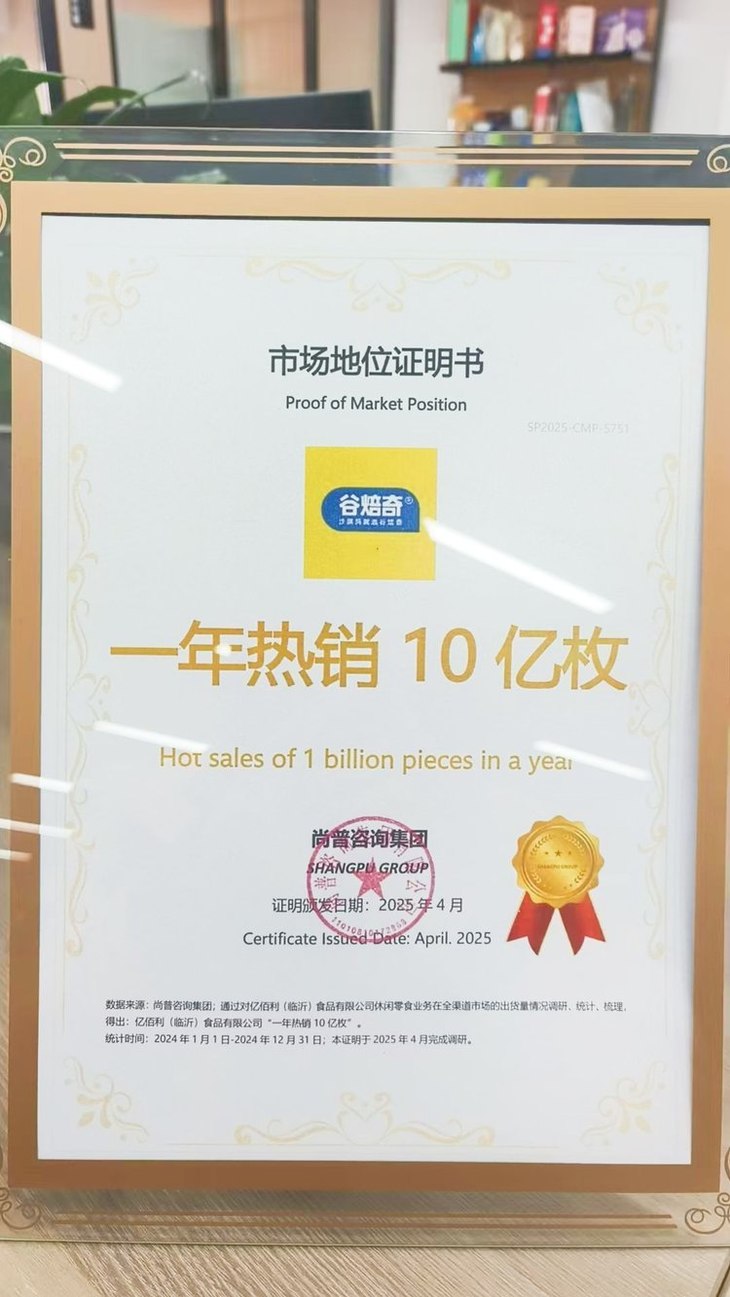 市场地位证明书
Proof of Market Position
SP2025-CMP-S751
谷焙奇®
一年热销 10 亿枚
Hot sales of 1 billion pieces in a year
尚普咨询集团
SHANGPU GROUP
SHANGPU GROUP
证明颁发日期：2025 年 4 月
Certificate Issued Date: April. 2025
数据来源：尚普咨询集团；通过对亿佰利（临沂）食品有限公司休闲零食业务在全渠道市场的出货量情况调研、统计、梳理，
得出：亿佰利（临沂）食品有限公司“一年热销 10 亿枚”。
统计时间：2024 年 1 月 1 日-2024 年 12 月 31 日；本证明于 2025 年 4 月完成调研。